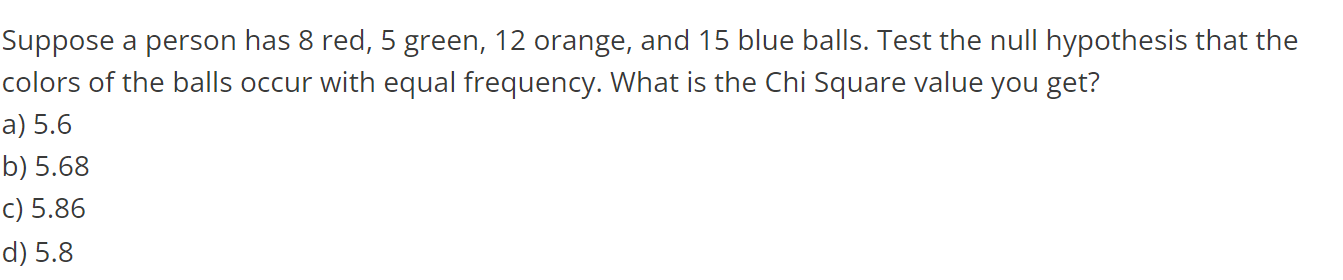 Suppose a person has 8 red, 5 green, 12 orange, and 15 blue balls. Test the null hypothesis that the
colors of the balls occur with equal frequency. What is the Chi Square value you get?
a) 5.6
b) 5.68
c) 5.86
d) 5.8